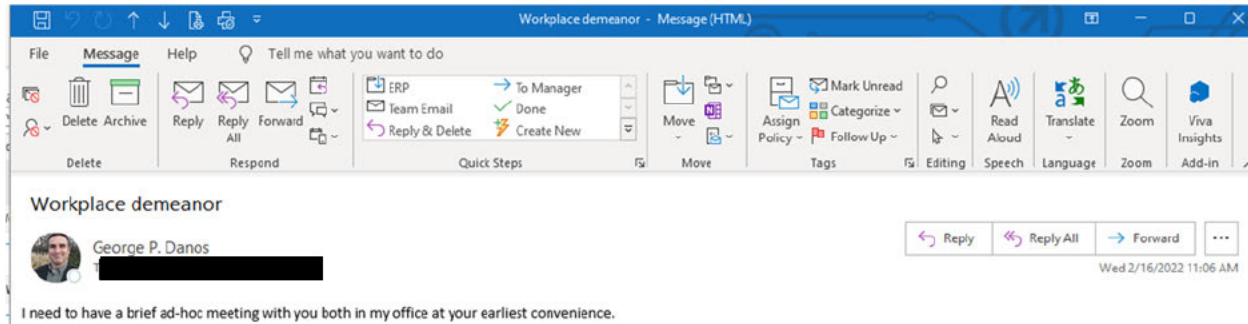 Workplace demeanor - Message (HTML)
File Message Help Tell me what you want to do
Delete Archive
Reply Reply All Forward
ERP To Manager
Team Email Done
Reply & Delete Create New
Move
Assign Policy
Mark Unread
Categorize
Follow Up
Read Aloud
Translate
Zoom
Viva Insights
Delete Respond Quick Steps Move Tags Editing Speech Language Zoom Add-in
Workplace demeanor
George P. Danos
Reply Reply All Forward
Wed 2/16/2022 11:06 AM
I need to have a brief ad-hoc meeting with you both in my office at your earliest convenience.